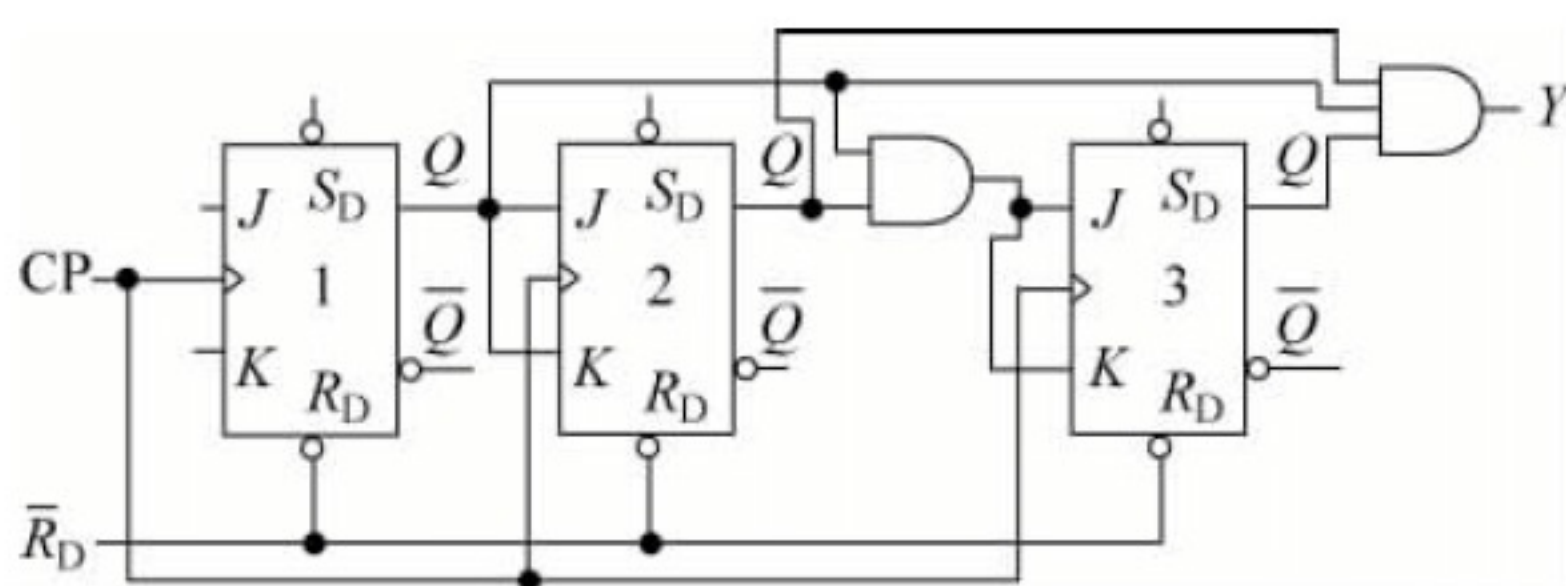 Y
Q Q Q
J S_D J S_D J S_D
CP 1 2 3
Q̅ Q̅ Q̅
K R_D K R_D K R_D
R̅_D